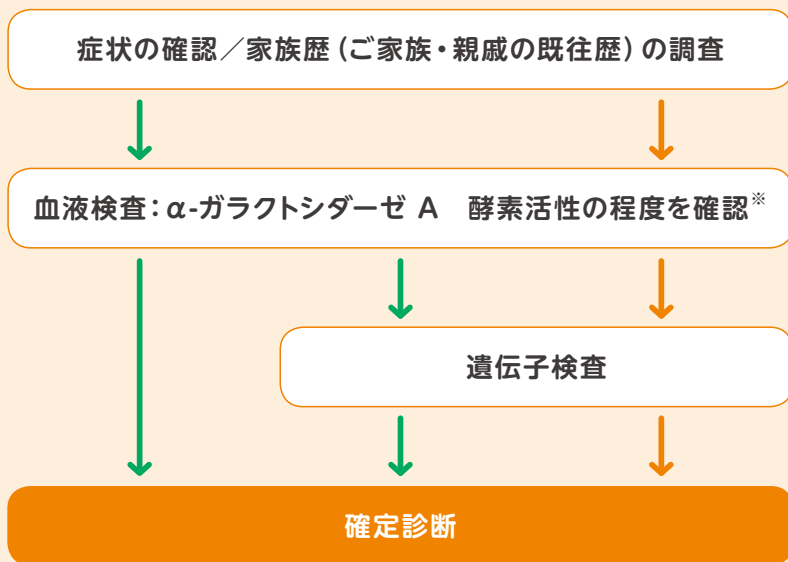 症状の確認／家族歴（ご家族・親戚の既往歴）の調査
血液検査：α-ガラクトシダーゼ A　酵素活性の程度を確認※
遺伝子検査
確定診断